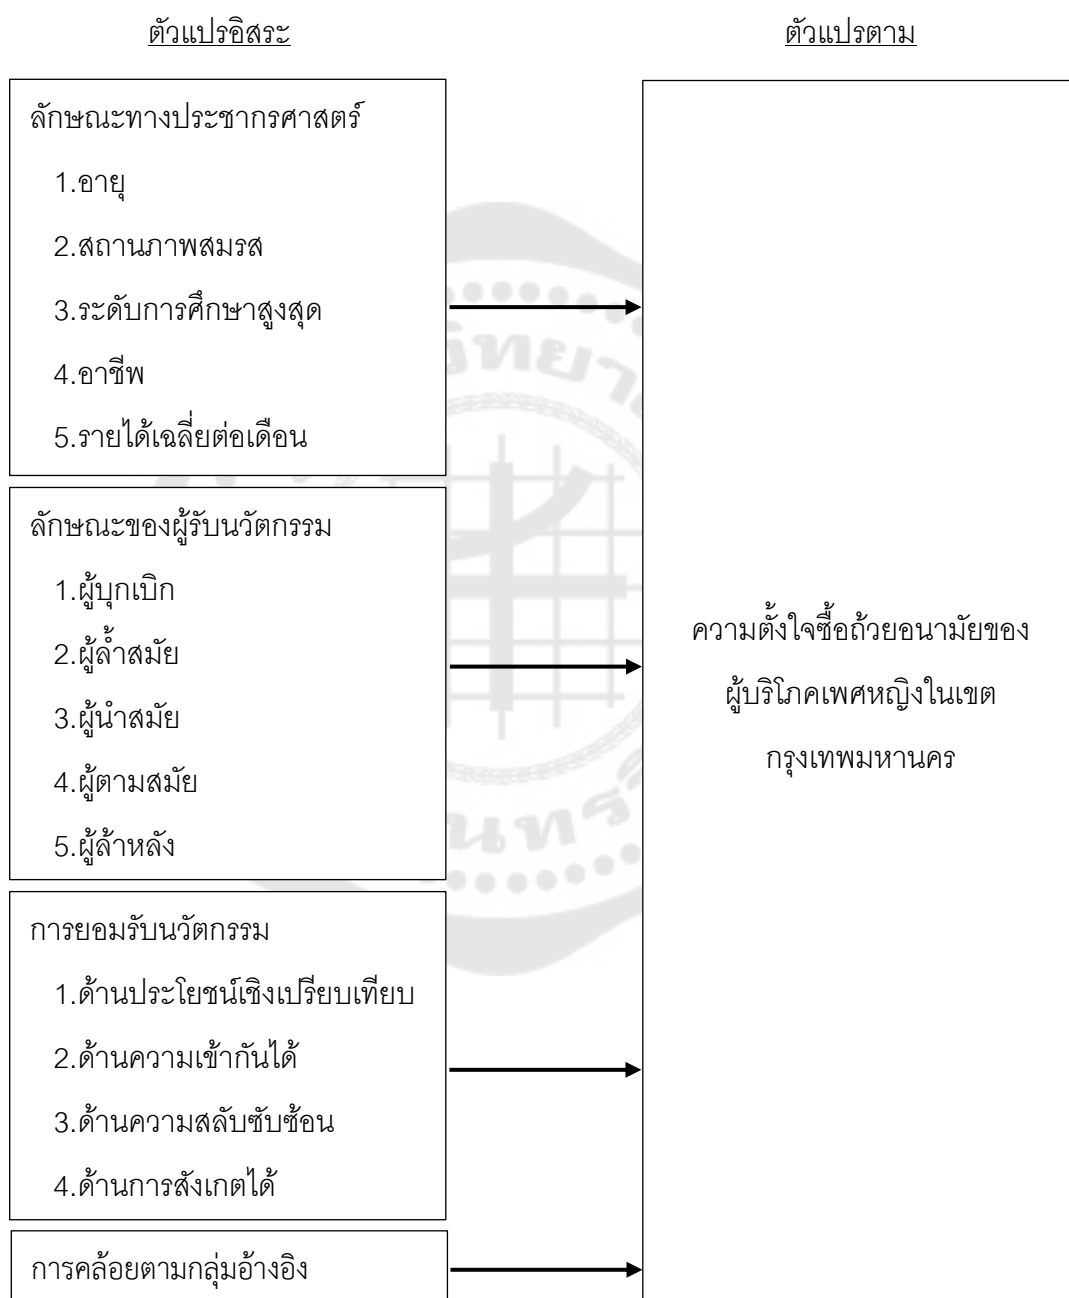 ตัวแปรอิสระ
ตัวแปรตาม
ลักษณะทางประชากรศาสตร์
1.อายุ
2.สถานภาพสมรส
3.ระดับการศึกษาสูงสุด
4.อาชีพ
5.รายได้เฉลี่ยต่อเดือน
ลักษณะของผู้รับนวัตกรรม
1.ผู้บุกเบิก
2.ผู้ล้ำสมัย
3.ผู้นำสมัย
4.ผู้ตามสมัย
5.ผู้ล้าหลัง
การยอมรับนวัตกรรม
1.ด้านประโยชน์เชิงเปรียบเทียบ
2.ด้านความเข้ากันได้
3.ด้านความสลับซับซ้อน
4.ด้านการสังเกตได้
การคล้อยตามกลุ่มอ้างอิง
ความตั้งใจซื้อถ้วยอนามัยของ
ผู้บริโภคเพศหญิงในเขต
กรุงเทพมหานคร